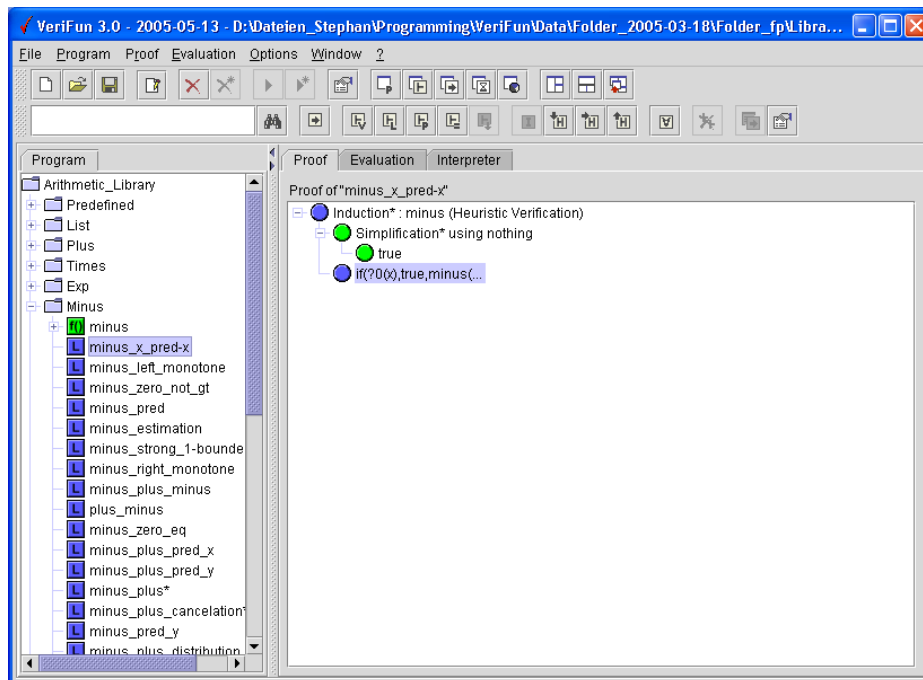 VeriFun 3.0 - 2005-05-13 - D:\Dateien_Stephan\Programming\VeriFun\Data\Folder_2005-03-18\Folder_fp\Libra...
File Program Proof Evaluation Options Window ?
Program
Arithmetic_Library
Predefined
List
Plus
Times
Exp
Minus
f() minus
L minus_x_pred-x
L minus_left_monotone
L minus_zero_not_gt
L minus_pred
L minus_estimation
L minus_strong_1-bounde
L minus_right_monotone
L minus_plus_minus
L plus_minus
L minus_zero_eq
L minus_plus_pred_x
L minus_plus_pred_y
L minus_plus*
L minus_plus_cancelation*
L minus_pred_y
L minus_plus_distribution
Proof Evaluation Interpreter
Proof of "minus_x_pred-x"
Induction* : minus (Heuristic Verification)
Simplification* using nothing
true
if(?0(x),true,minus(...